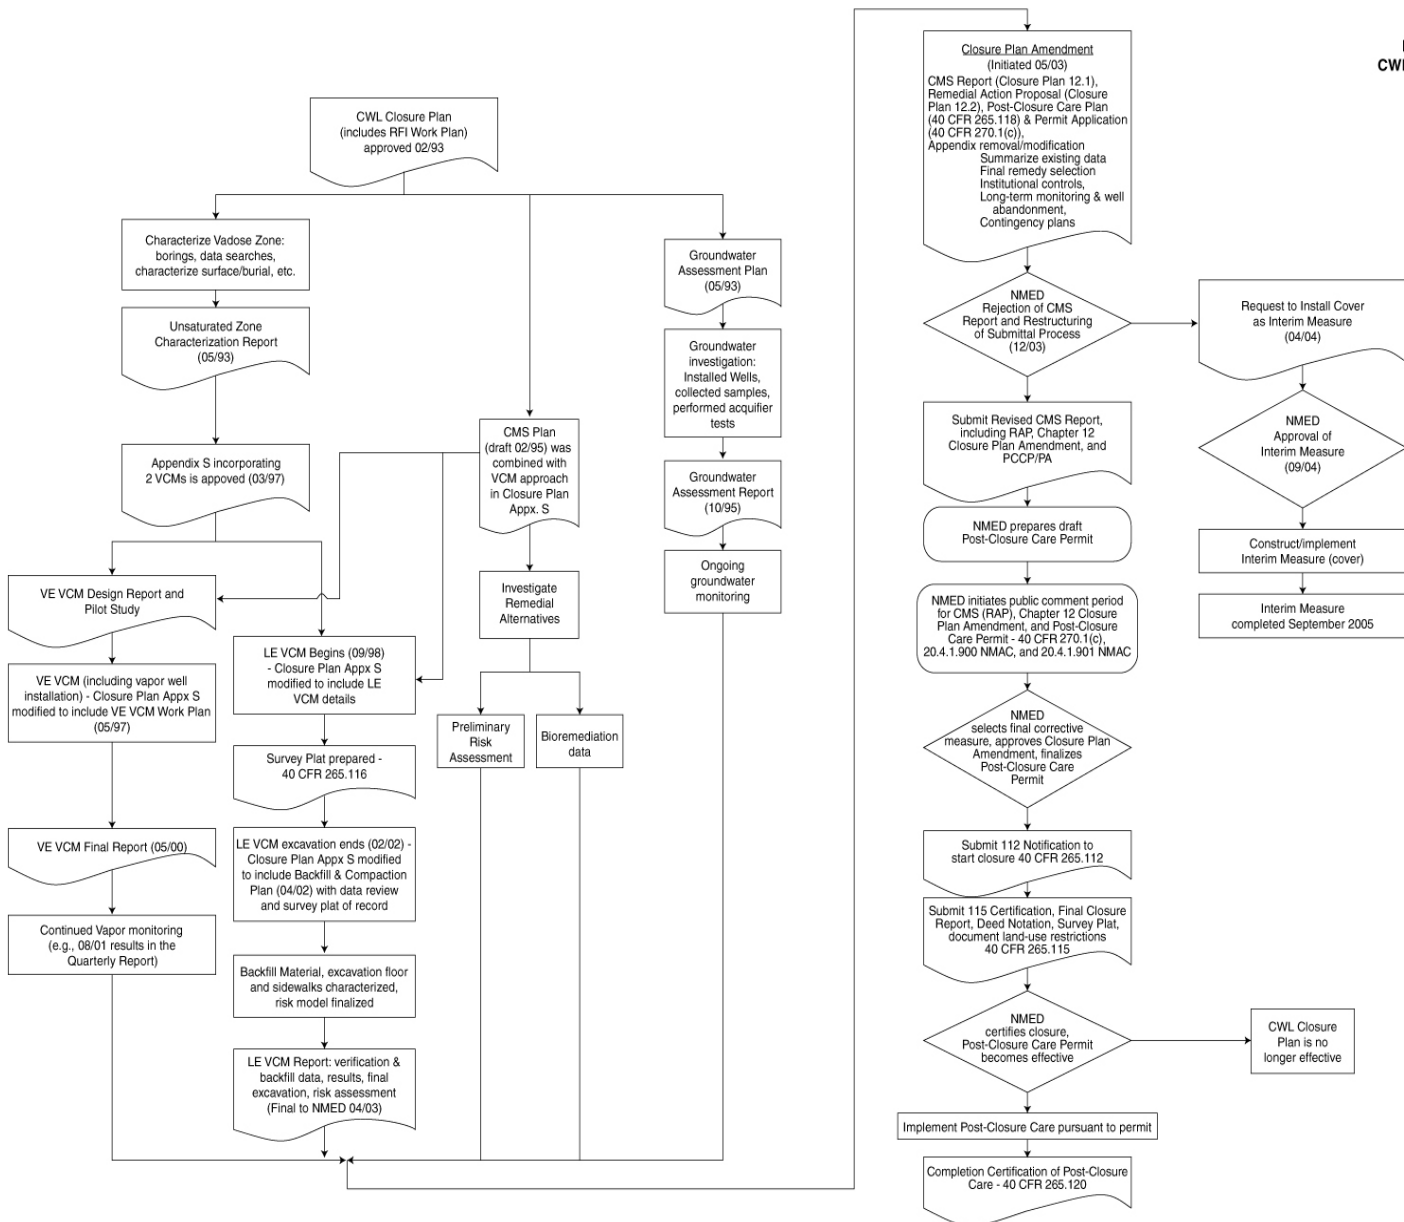 CWL Closure Plan
(includes RFI Work Plan)
approved 02/93
Characterize Vadose Zone:
borings, data searches,
characterize surface/burial, etc.
Unsaturated Zone
Characterization Report
(05/93)
Appendix S incorporating
2 VCMs is apoved (03/97)
VE VCM Design Report and
Pilot Study
VE VCM (including vapor well
installation) - Closure Plan Appx S
modified to include VE VCM Work Plan
(05/97)
VE VCM Final Report (05/00)
Continued Vapor monitoring
(e.g., 08/01 results in the
Quarterly Report)
LE VCM Begins (09/98)
- Closure Plan Appx S
modified to include LE
VCM details
Survey Plat prepared -
40 CFR 265.116
LE VCM excavation ends (02/02) -
Closure Plan Appx S modified
to include Backfill & Compaction
Plan (04/02) with data review
and survey plat of record
Backfill Material, excavation floor
and sidewalks characterized,
risk model finalized
LE VCM Report: verification &
backfill data, results, final
excavation, risk assessment
(Final to NMED 04/03)
CMS Plan
(draft 02/95) was
combined with
VCM approach
in Closure Plan
Appx. S
Investigate
Remedial
Alternatives
Preliminary
Risk
Assessment
Bioremediation
data
Groundwater
Assessment Plan
(05/93)
Groundwater
investigation:
Installed Wells,
collected samples,
performed acquifier
tests
Groundwater
Assessment Report
(10/95)
Ongoing
groundwater
monitoring
Closure Plan Amendment
(Initiated 05/03)
CMS Report (Closure Plan 12.1),
Remedial Action Proposal (Closure
Plan 12.2), Post-Closure Care Plan
(40 CFR 265.118) & Permit Application
(40 CFR 270.1(c)),
Appendix removal/modification
Summarize existing data
Final remedy selection
Institutional controls,
Long-term monitoring & well
abandonment,
Contingency plans
NMED
Rejection of CMS
Report and Restructuring
of Submittal Process
(12/03)
Submit Revised CMS Report,
including RAP, Chapter 12
Closure Plan Amendment, and
PCCP/PA
NMED prepares draft
Post-Closure Care Permit
NMED initiates public comment period
for CMS (RAP), Chapter 12 Closure
Plan Amendment, and Post-Closure
Care Permit - 40 CFR 270.1(c),
20.4.1.900 NMAC, and 20.4.1.901 NMAC
NMED
selects final corrective
measure, approves Closure Plan
Amendment, finalizes
Post-Closure Care
Permit
Submit 112 Notification to
start closure 40 CFR 265.112
Submit 115 Certification, Final Closure
Report, Deed Notation, Survey Plat,
document land-use restrictions
40 CFR 265.115
NMED
certifies closure,
Post-Closure Care Permit
becomes effective
Implement Post-Closure Care pursuant to permit
Completion Certification of Post-Closure
Care - 40 CFR 265.120
Request to Install Cover
as Interim Measure
(04/04)
NMED
Approval of
Interim Measure
(09/04)
Construct/implement
Interim Measure (cover)
Interim Measure
completed September 2005
CWL Closure
Plan is no
longer effective